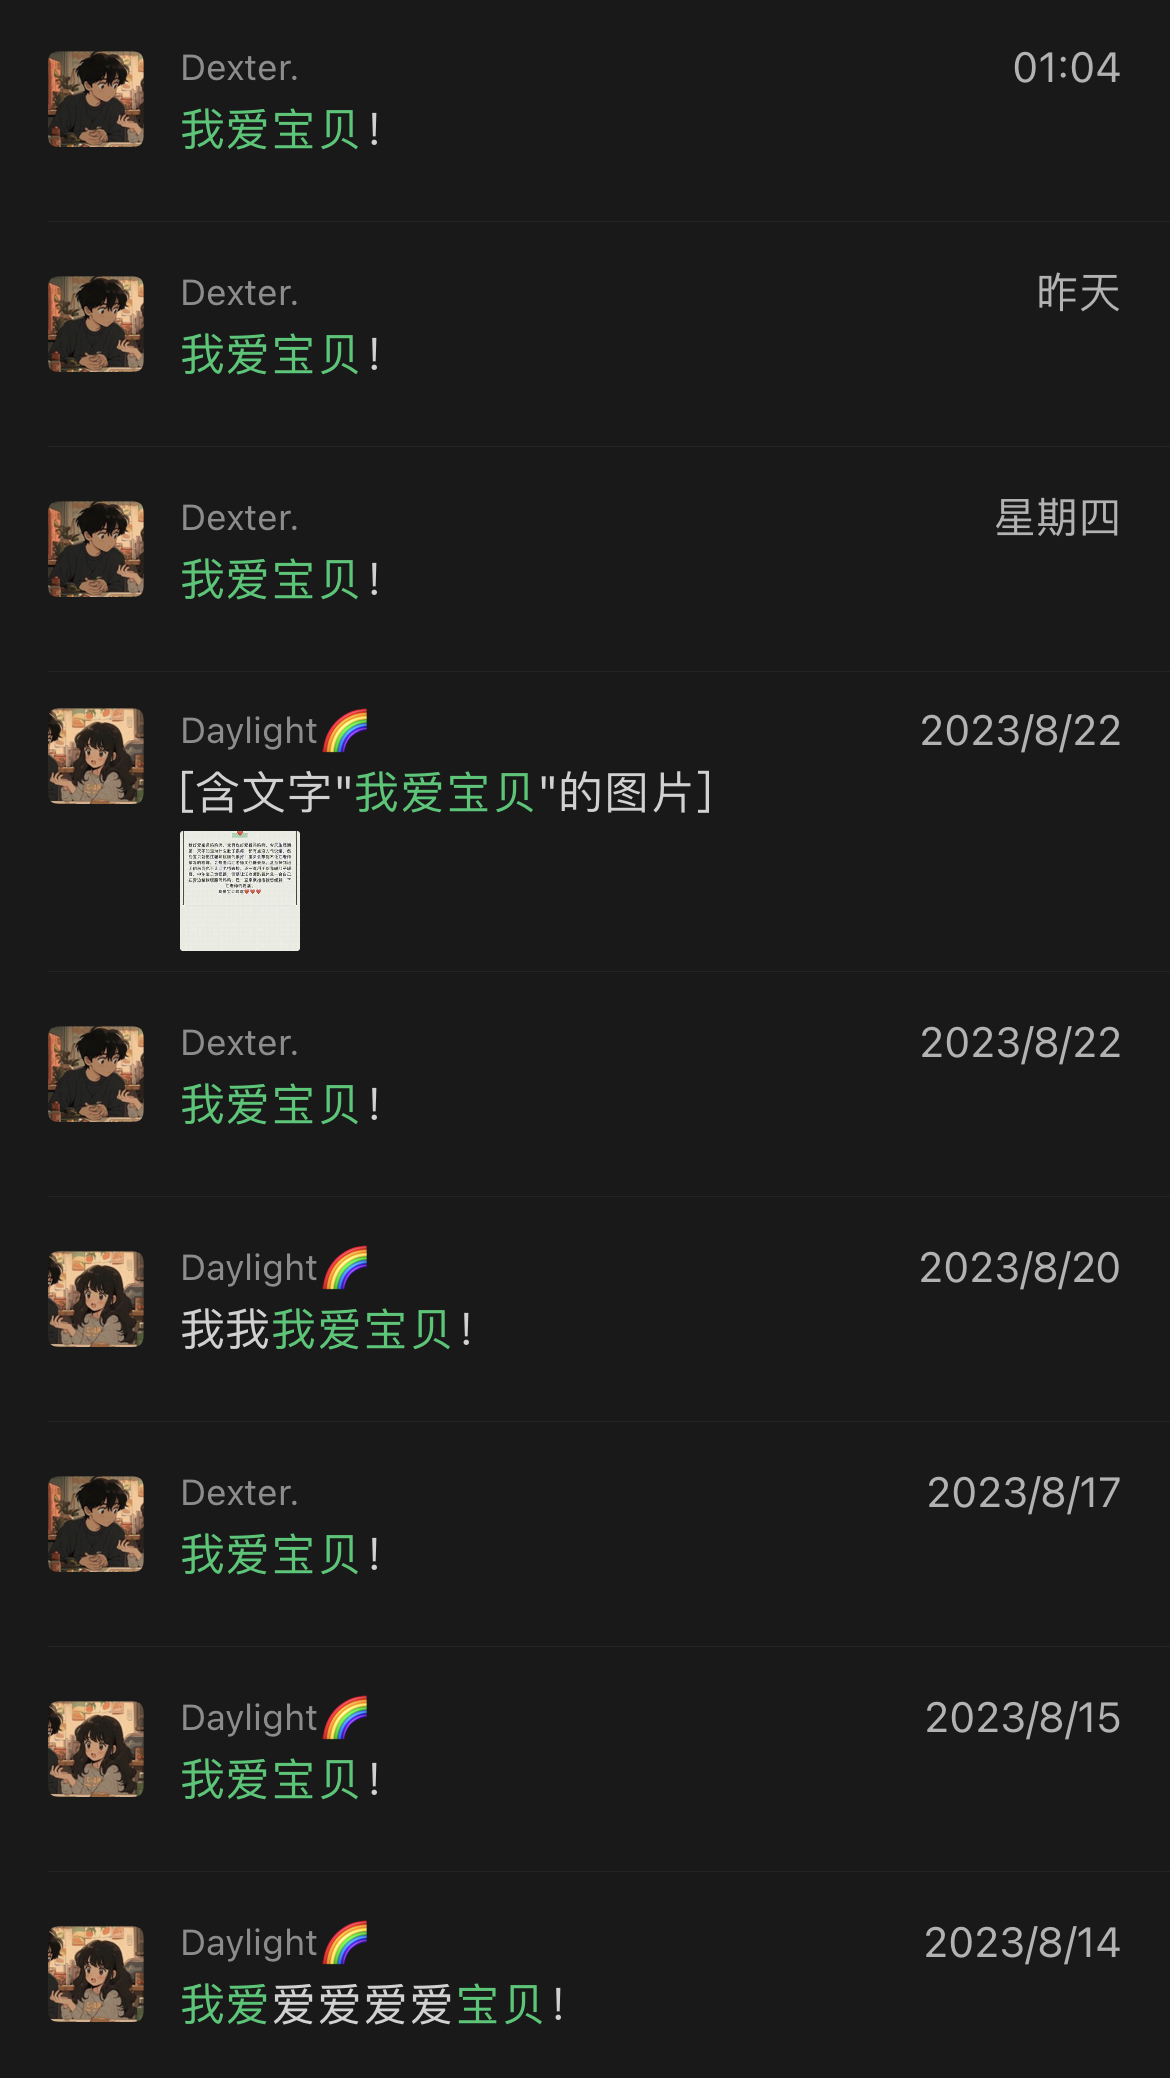 Dexter.
01:04
我爱宝贝！
Dexter.
昨天
我爱宝贝！
Dexter.
星期四
我爱宝贝！
Daylight🌈
2023/8/22
[含文字"我爱宝贝"的图片]
Dexter.
2023/8/22
我爱宝贝！
Daylight🌈
2023/8/20
我我我爱宝贝！
Dexter.
2023/8/17
我爱宝贝！
Daylight🌈
2023/8/15
我爱宝贝！
Daylight🌈
2023/8/14
我爱爱爱爱爱宝贝！